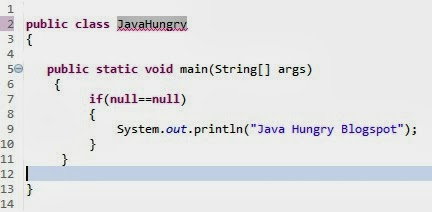 1
2 public class JavaHungry
3 {
4
5 public static void main(String[] args)
6 {
7 if(null==null)
8 {
9 System.out.println("Java Hungry Blogspot");
10 }
11 }
12
13 }
14